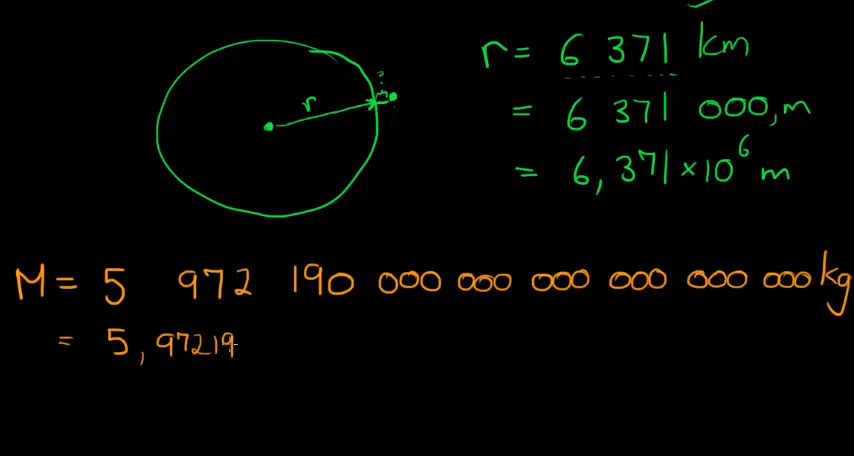 r = 6 371 km
= 6 371 000, m
= 6,371 × 10⁶ m
?
r
M = 5 972 190 000 000 000 000 000 000 kg
= 5,97219